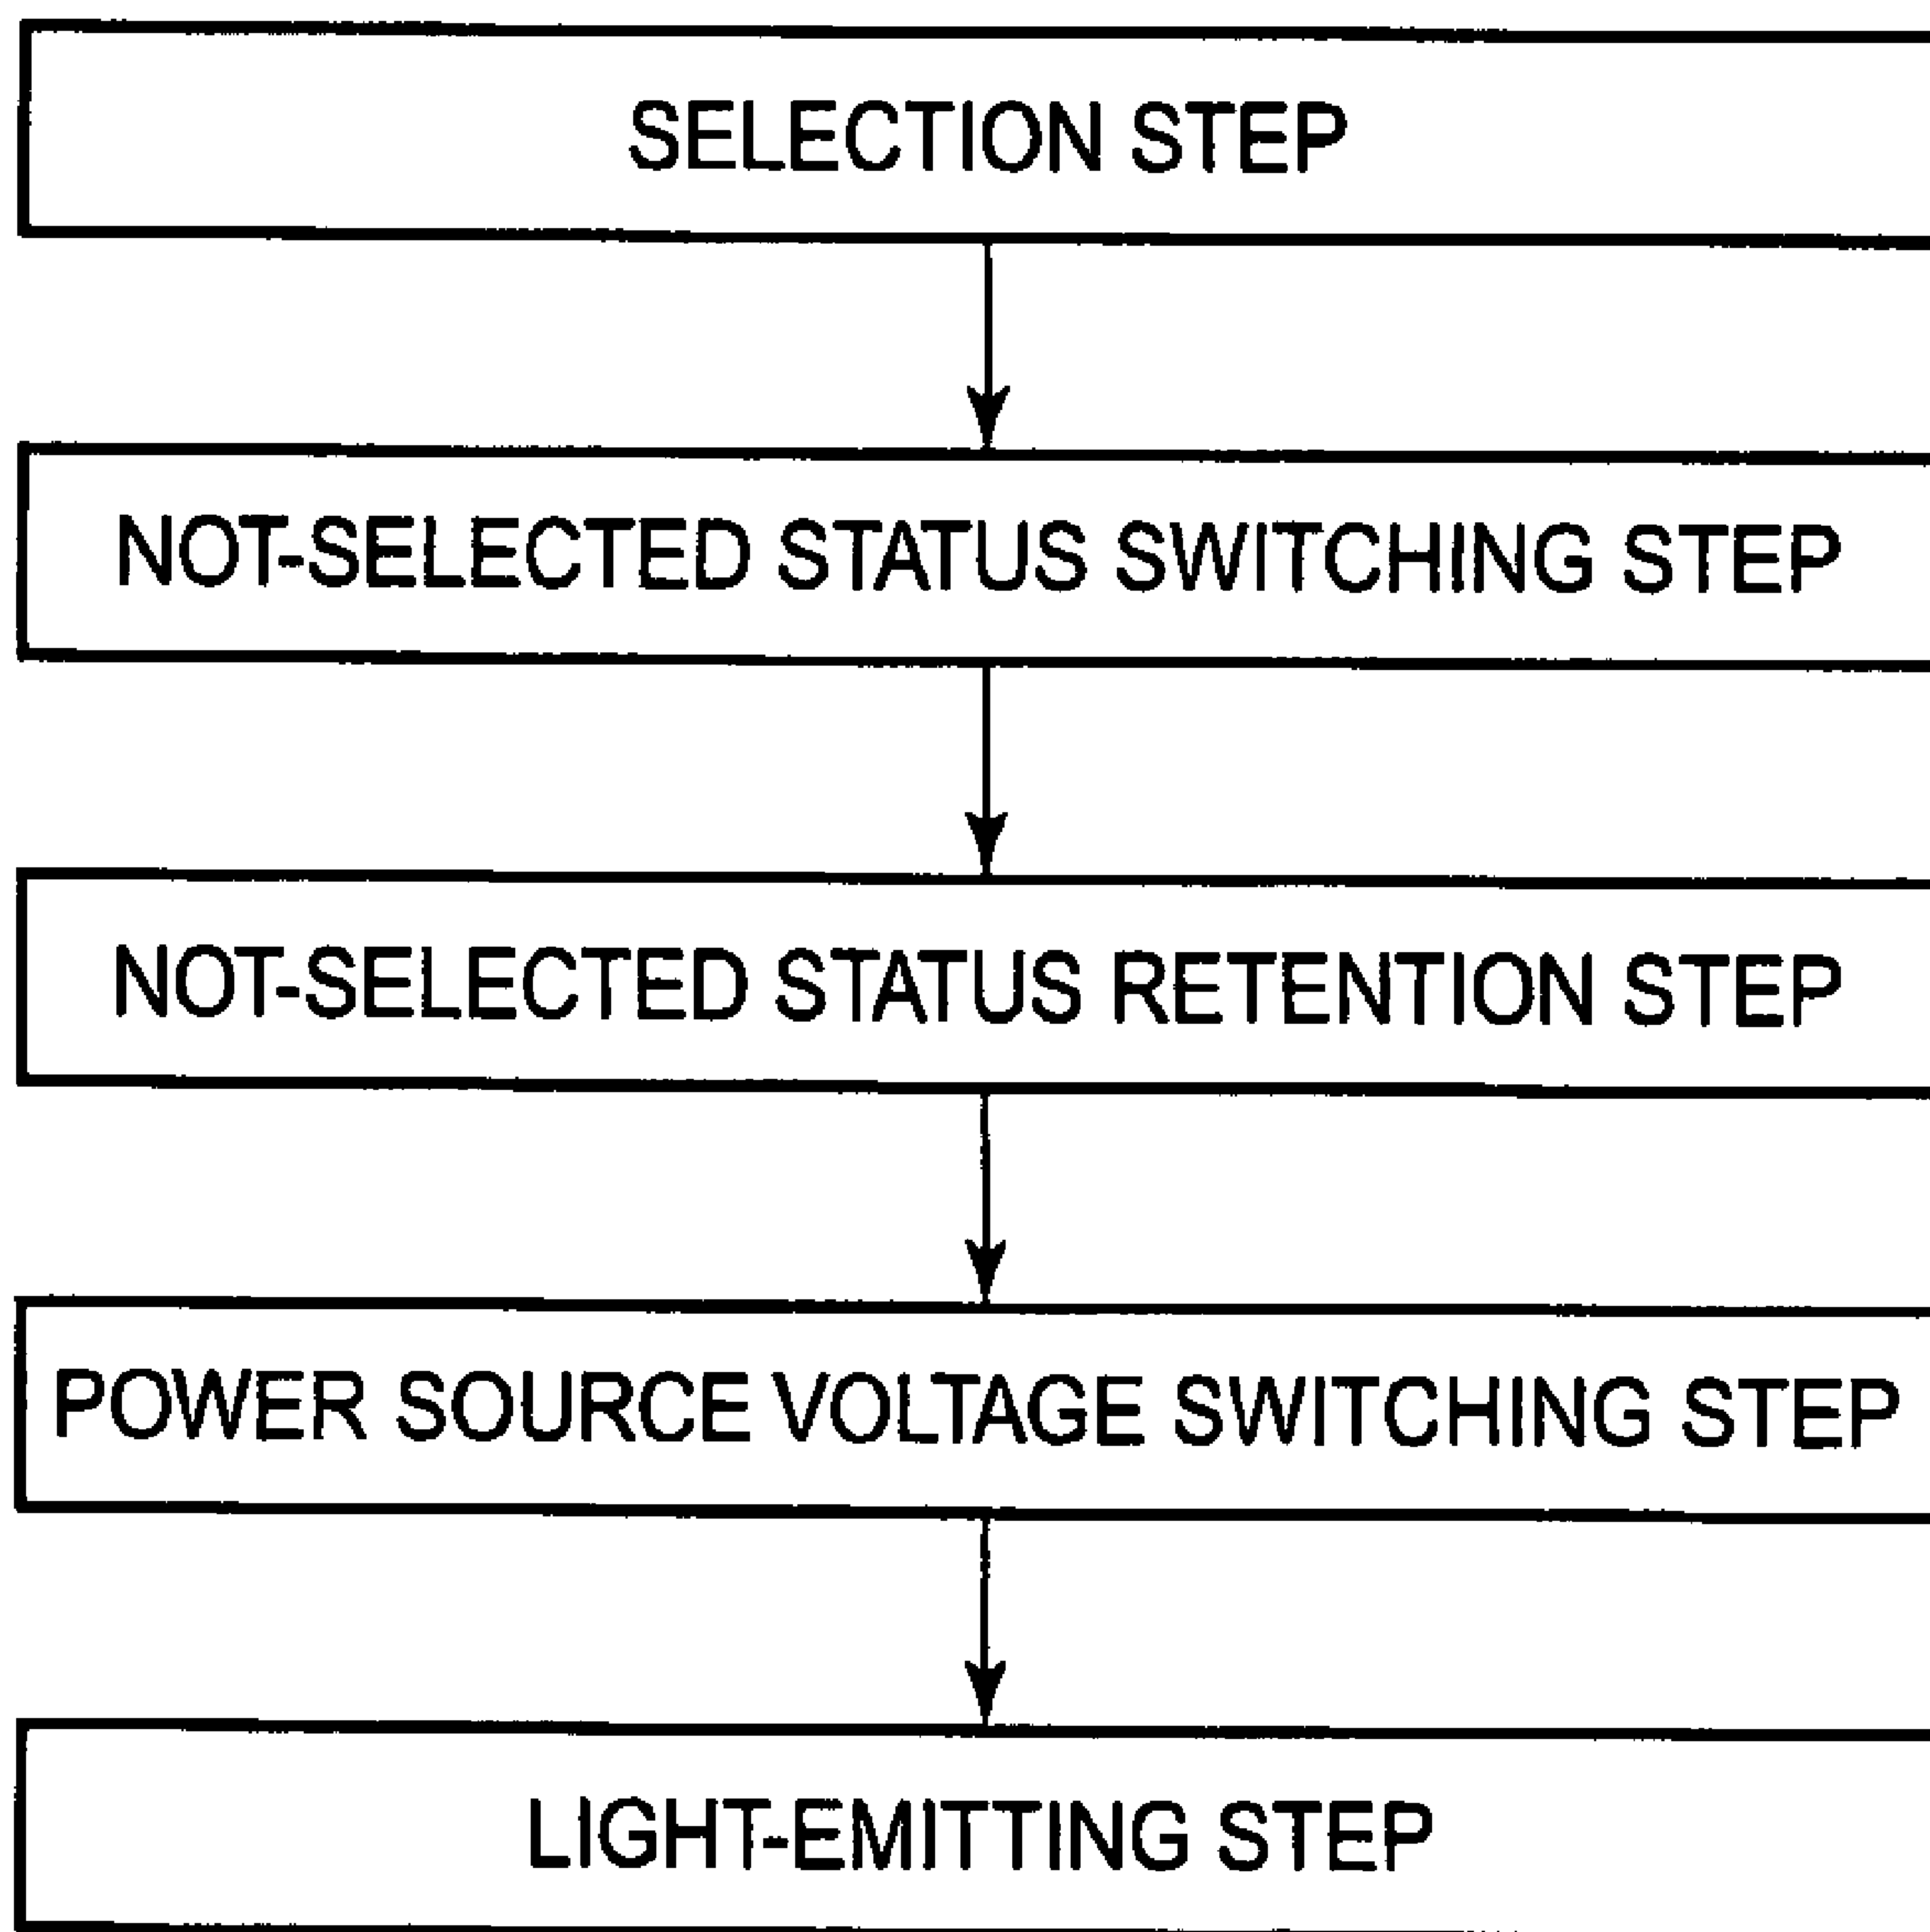 SELECTION STEP
NOT-SELECTED STATUS SWITCHING STEP
NOT-SELECTED STATUS RETENTION STEP
POWER SOURCE VOLTAGE SWITCHING STEP
LIGHT-EMITTING STEP